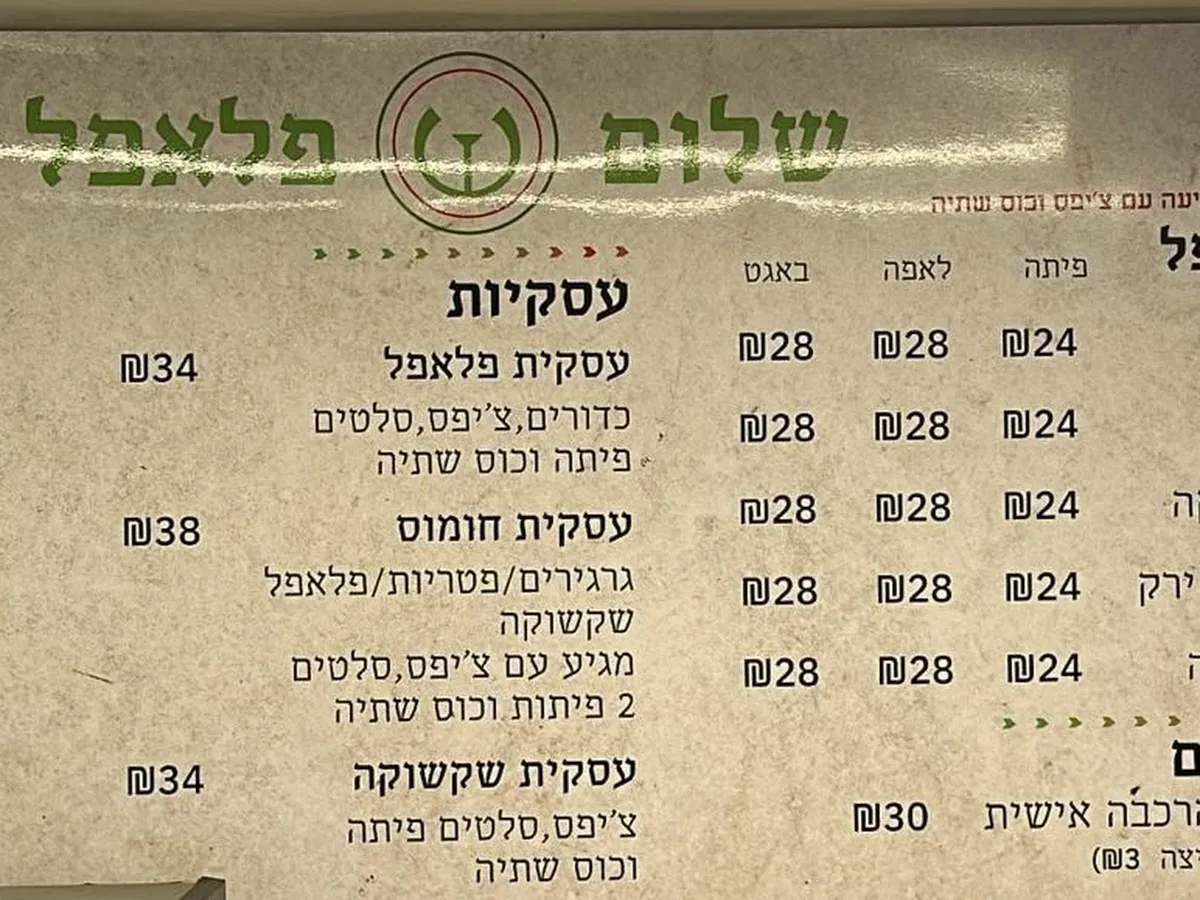 שלום פלאפל
עם צ'יפס וכוס שתיה
פיתה לאפה באגט
₪24 ₪28 ₪28
₪24 ₪28 ₪28
₪24 ₪28 ₪28
ירק ₪24 ₪28 ₪28
₪24 ₪28 ₪28
הרכבה אישית ₪30
₪3)
עסקיות
עסקית פלאפל ₪34
כדורים,צ'יפס,סלטים
פיתה וכוס שתיה
עסקית חומוס ₪38
גרגירים/פטריות/פלאפל
שקשוקה
מגיע עם צ'יפס,סלטים
2 פיתות וכוס שתיה
עסקית שקשוקה ₪34
צ'יפס,סלטים פיתה
וכוס שתיה